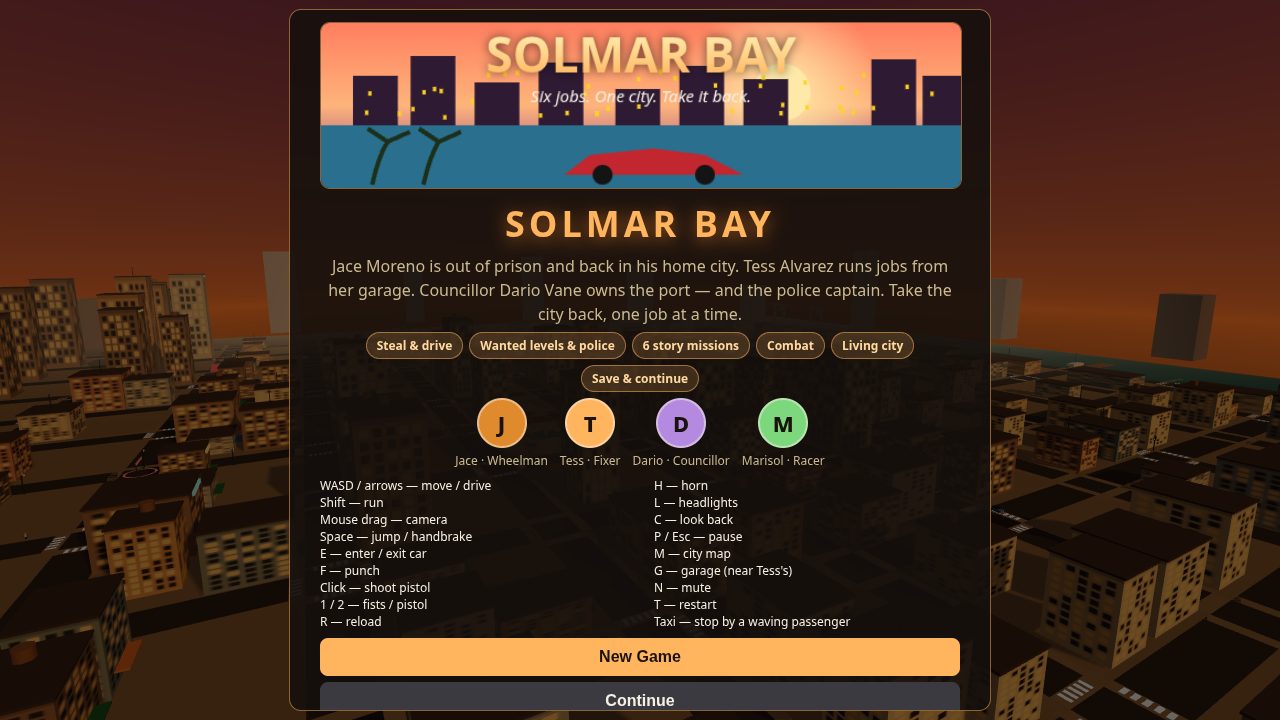 SOLMAR BAY
Six jobs. One city. Take it back.
SOLMAR BAY
Jace Moreno is out of prison and back in his home city. Tess Alvarez runs jobs from
her garage. Councillor Dario Vane owns the port — and the police captain. Take the
city back, one job at a time.
Steal & drive
Wanted levels & police
6 story missions
Combat
Living city
Save & continue
J
T
D
M
Jace · Wheelman
Tess · Fixer
Dario · Councillor
Marisol · Racer
WASD / arrows — move / drive
Shift — run
Mouse drag — camera
Space — jump / handbrake
E — enter / exit car
F — punch
Click — shoot pistol
1 / 2 — fists / pistol
R — reload
H — horn
L — headlights
C — look back
P / Esc — pause
M — city map
G — garage (near Tess's)
N — mute
T — restart
Taxi — stop by a waving passenger
New Game
Continue